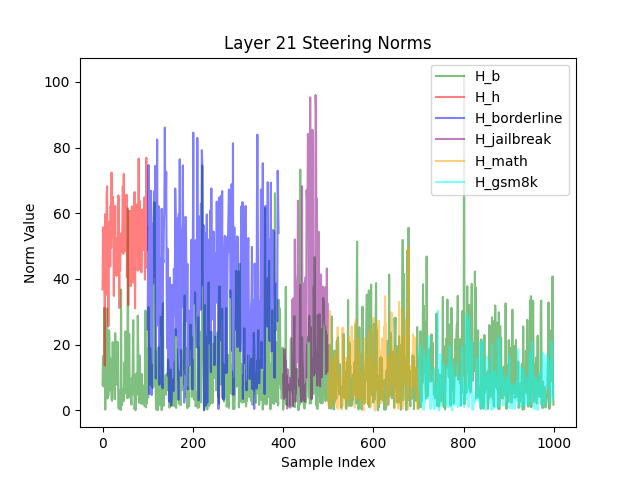 Layer 21 Steering Norms
Norm Value
100
80
60
40
20
0
0
200
400
600
800
1000
Sample Index
H_b
H_h
H_borderline
H_jailbreak
H_math
H_gsm8k